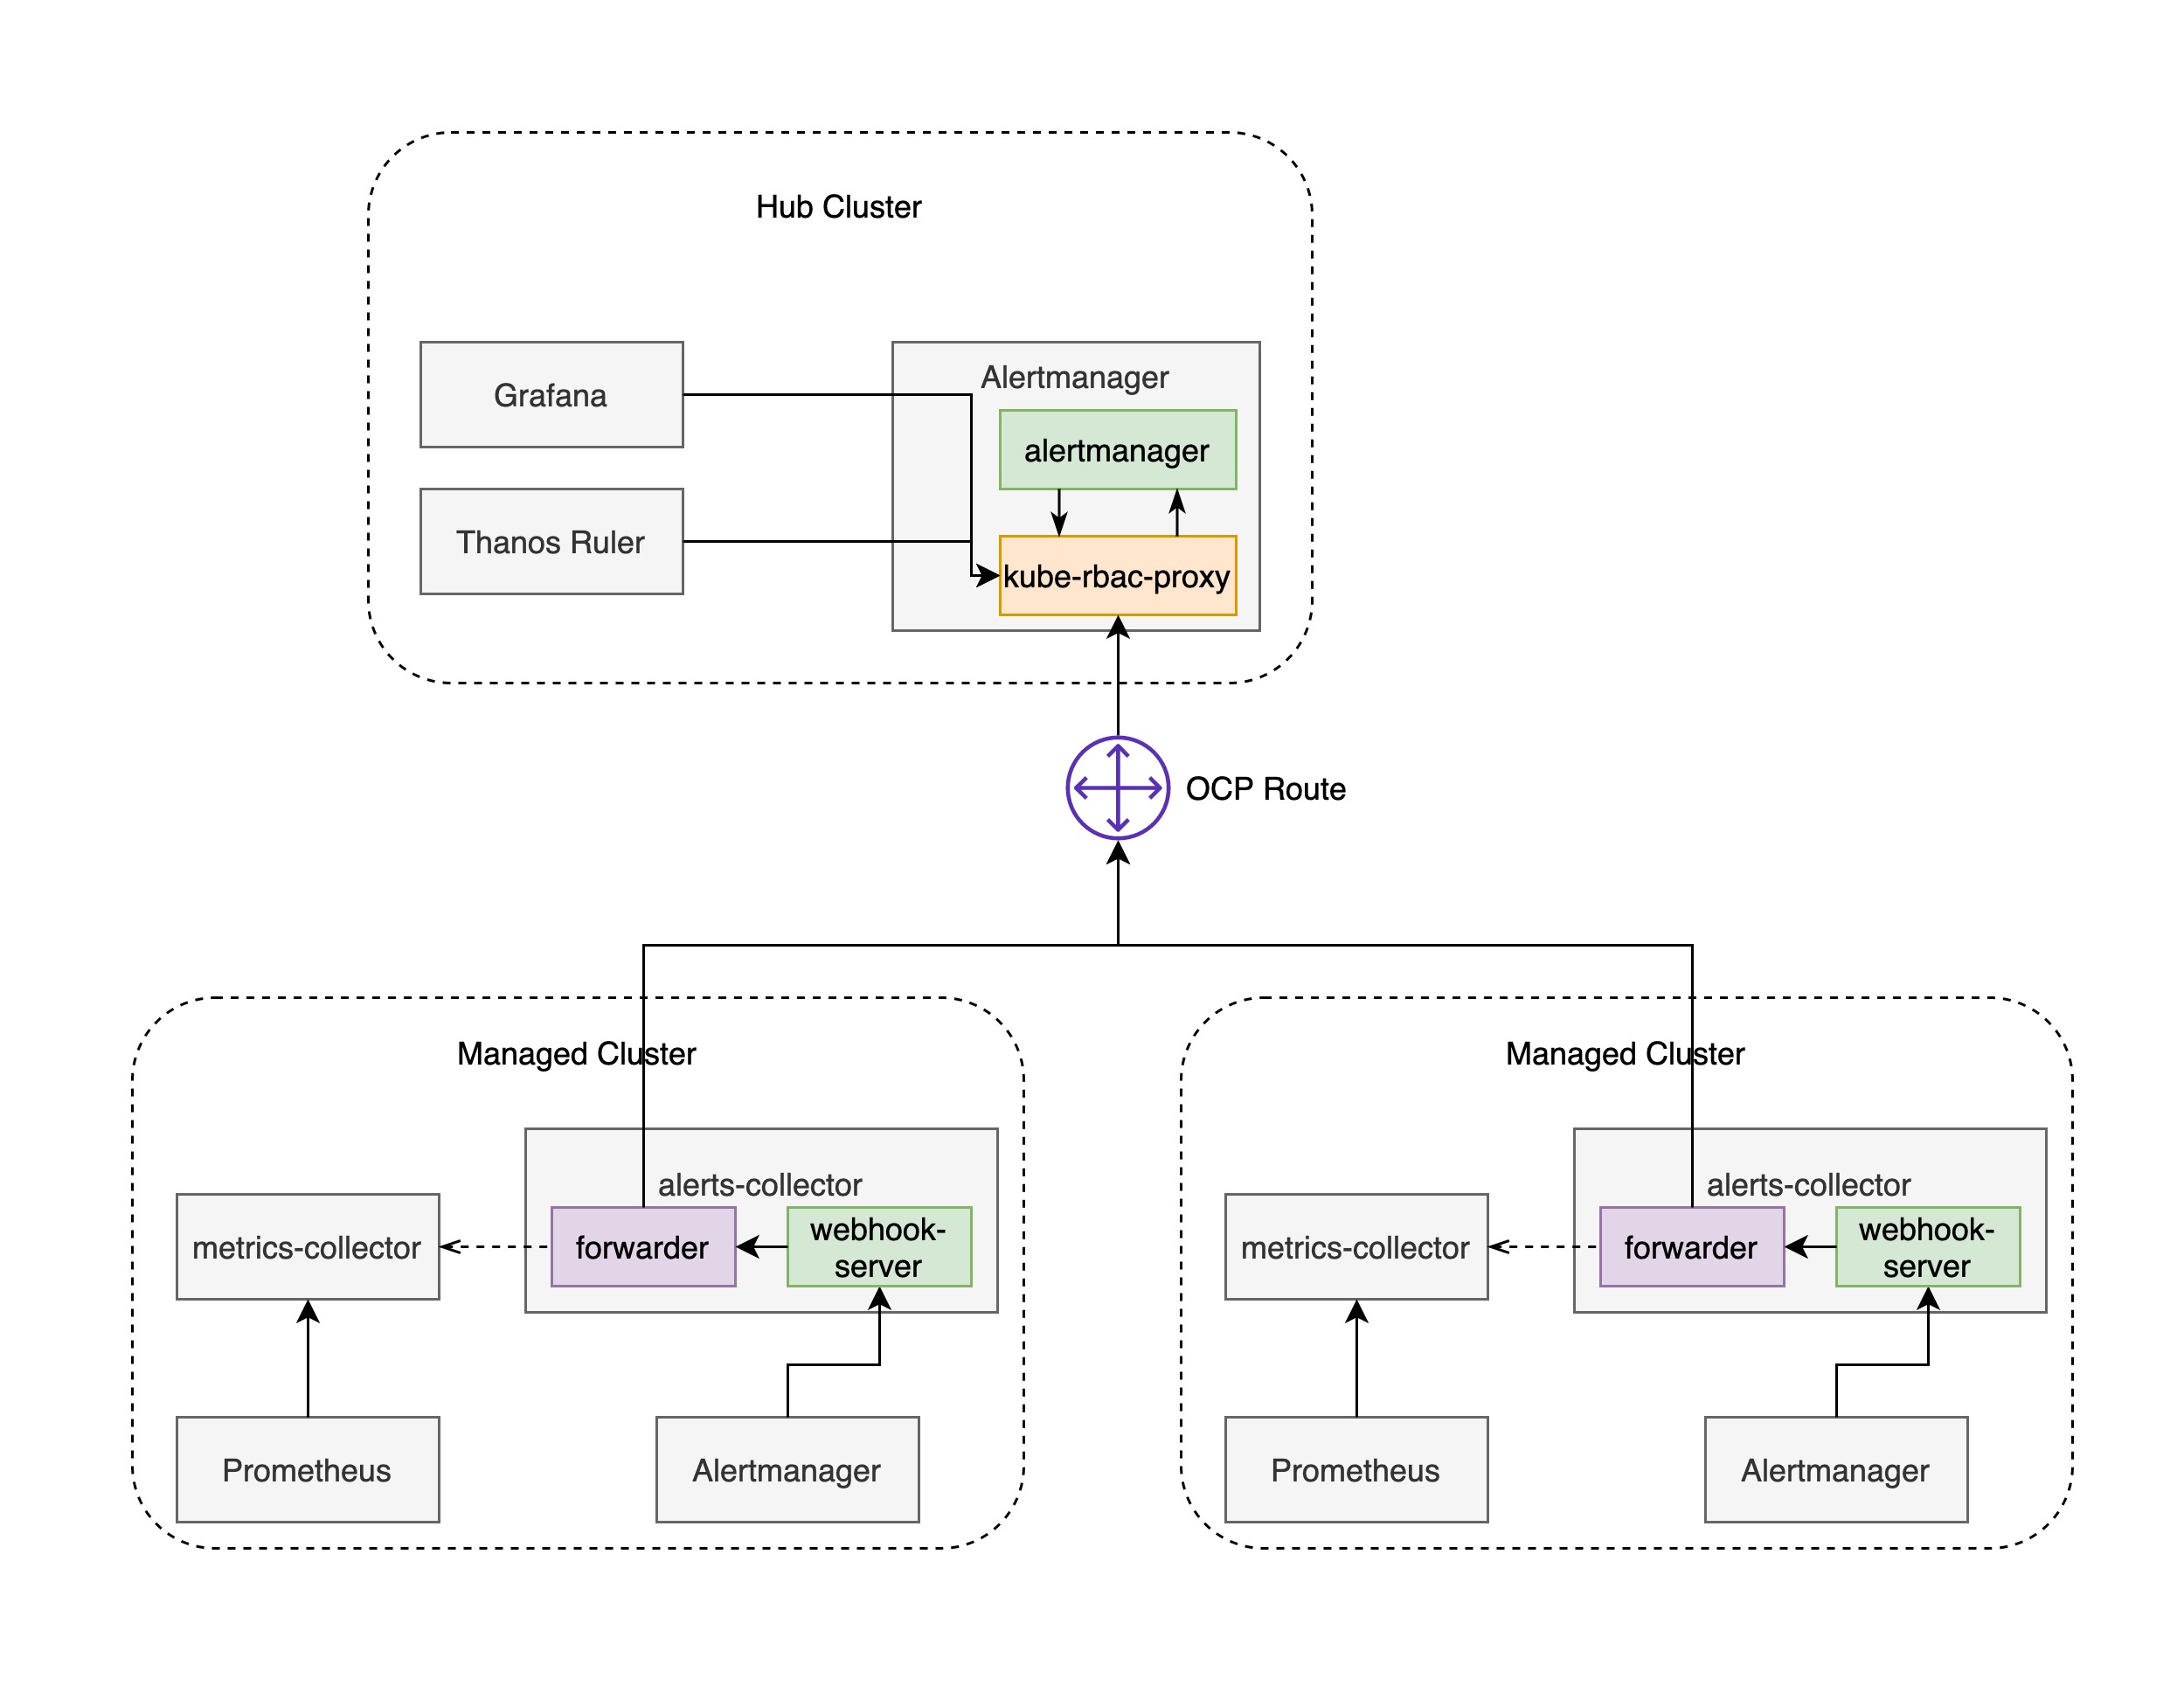 Hub Cluster
Grafana
Alertmanager
alertmanager
Thanos Ruler
kube-rbac-proxy
OCP Route
Managed Cluster
alerts-collector
metrics-collector
forwarder
webhook-
server
Prometheus
Alertmanager
Managed Cluster
alerts-collector
metrics-collector
forwarder
webhook-
server
Prometheus
Alertmanager